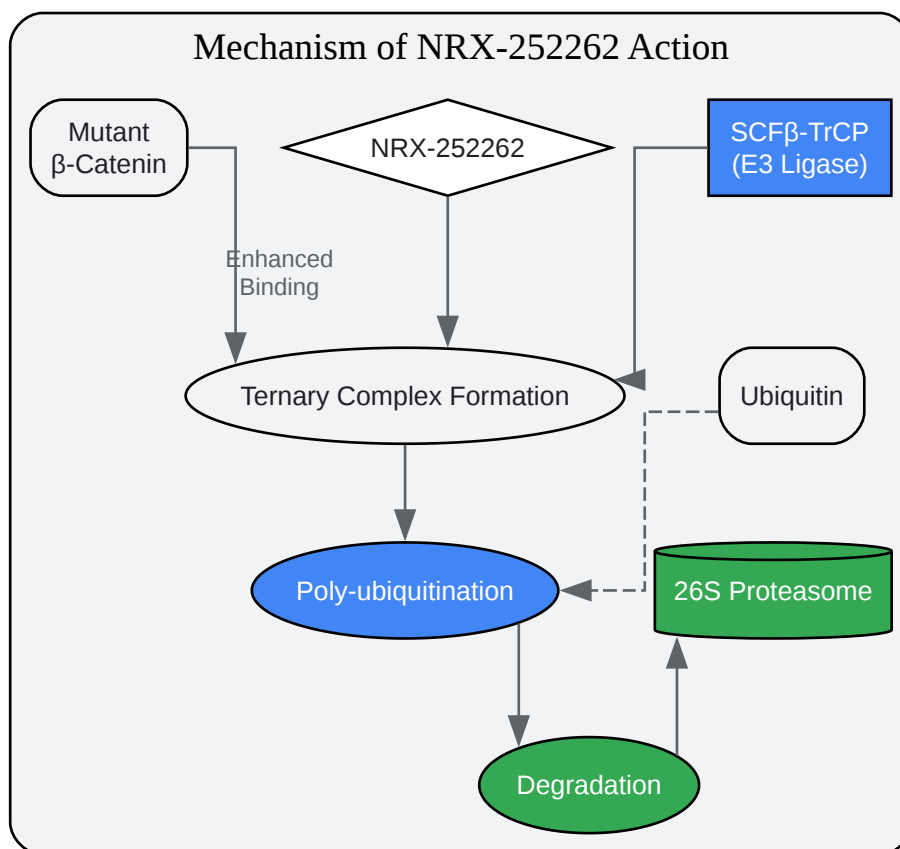 Mechanism of NRX-252262 Action
Mutant
β-Catenin
NRX-252262
SCFβ-TrCP
(E3 Ligase)
Enhanced
Binding
Ternary Complex Formation
Ubiquitin
Poly-ubiquitination
26S Proteasome
Degradation